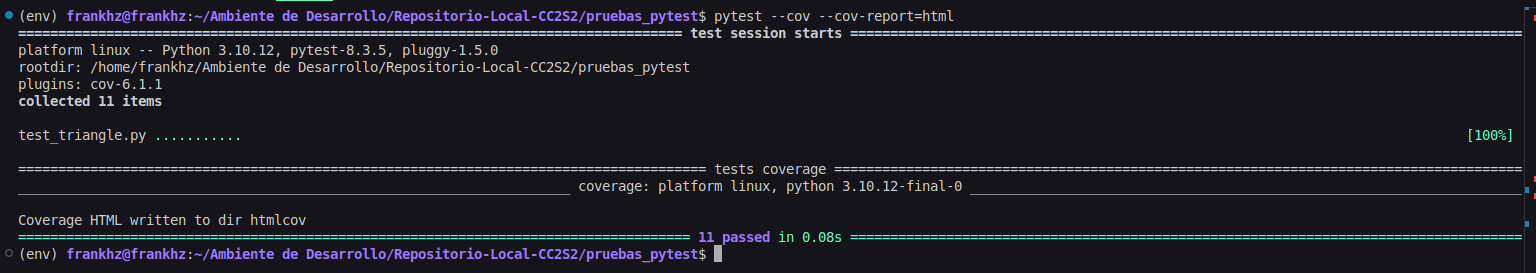 (env) frankhz@frankhz:~/Ambiente de Desarrollo/Repositorio-Local-CC2S2/pruebas_pytest$ pytest --cov --cov-report=html
=================================================================================== test session starts ====================================================================================
platform linux -- Python 3.10.12, pytest-8.3.5, pluggy-1.5.0
rootdir: /home/frankhz/Ambiente de Desarrollo/Repositorio-Local-CC2S2/pruebas_pytest
plugins: cov-6.1.1
collected 11 items
test_triangle.py ........... [100%]
====================================================================================== tests coverage ======================================================================================
_____________________________________________________________________ coverage: platform linux, python 3.10.12-final-0 _____________________________________________________________________
Coverage HTML written to dir htmlcov
==================================================================================== 11 passed in 0.08s ====================================================================================
(env) frankhz@frankhz:~/Ambiente de Desarrollo/Repositorio-Local-CC2S2/pruebas_pytest$